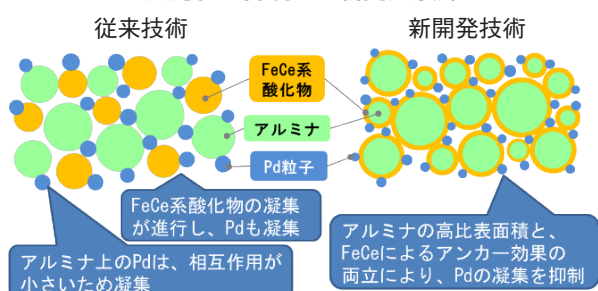 従来技術
新開発技術
FeCe系
酸化物
アルミナ
Pd粒子
FeCe系酸化物の凝集
が進行し、Pdも凝集
アルミナ上のPdは、相互作用が
小さいため凝集
アルミナの高比表面積と、
FeCeによるアンカー効果の
両立により、Pdの凝集を抑制